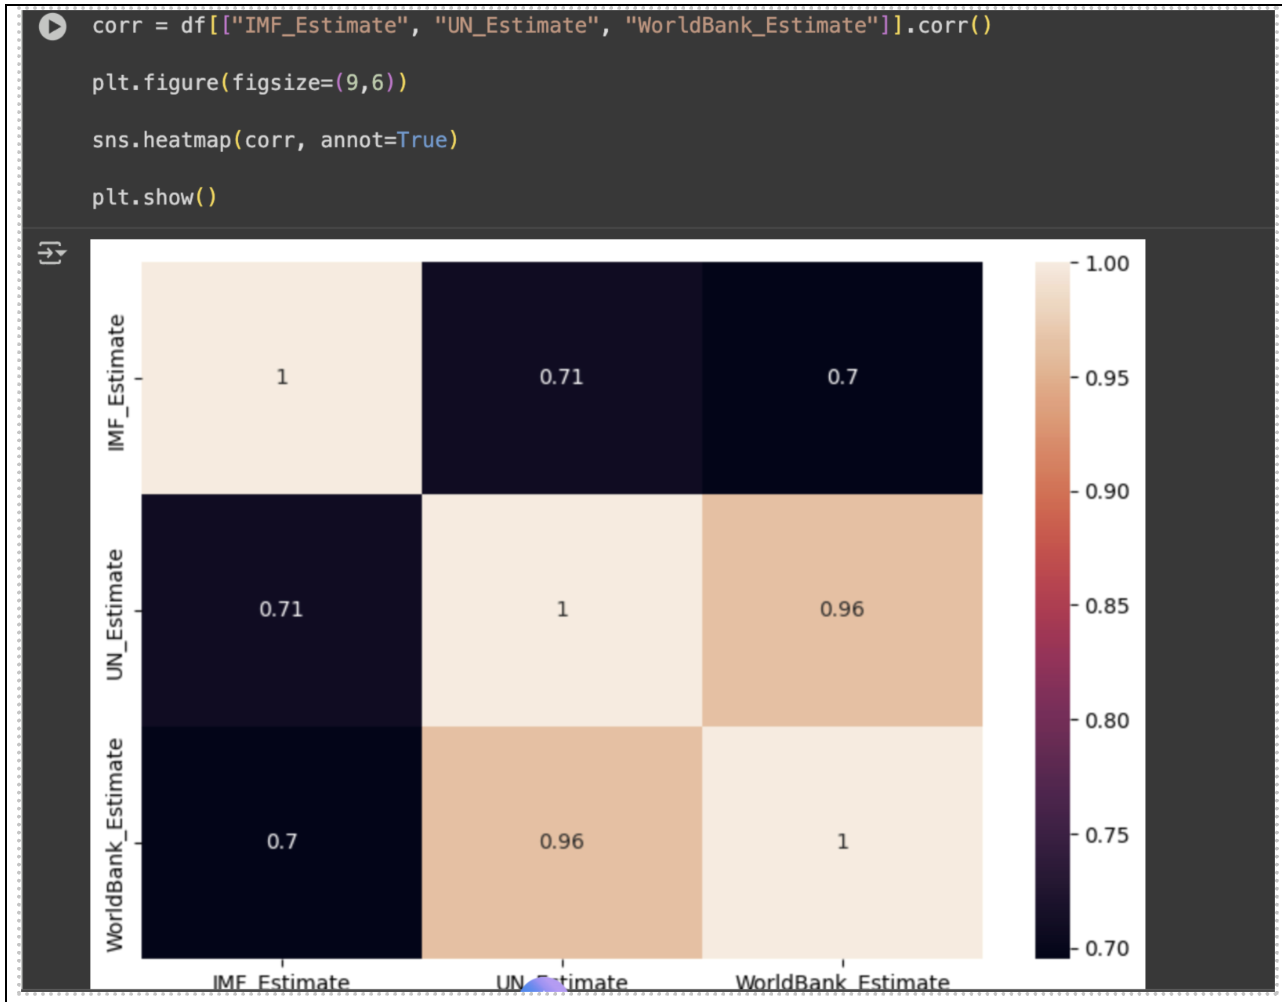 corr = df[["IMF_Estimate", "UN_Estimate", "WorldBank_Estimate"]].corr()
plt.figure(figsize=(9,6))
sns.heatmap(corr, annot=True)
plt.show()
IMF_Estimate
1
0.71
0.7
UN_Estimate
0.71
1
0.96
WorldBank_Estimate
0.7
0.96
1
IMF_Estimate
UN_Estimate
WorldBank_Estimate
1.00
0.95
0.90
0.85
0.80
0.75
0.70